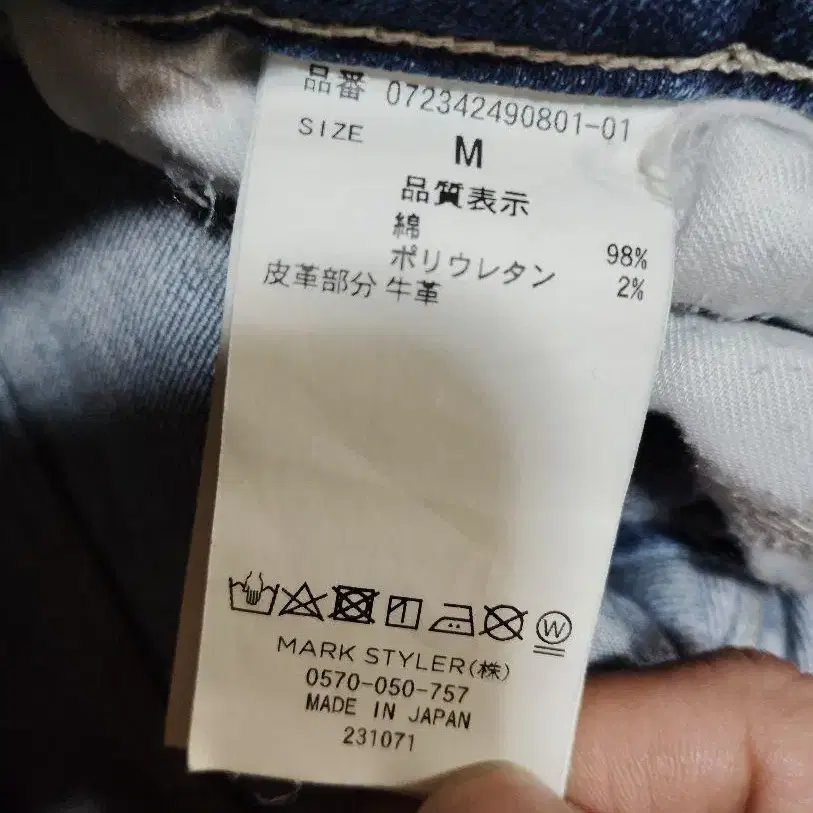 品番 072342490801-01
SIZE M
品質表示
綿 98%
ポリウレタン 2%
皮革部分 牛革
W
MARK STYLER(株)
0570-050-757
MADE IN JAPAN
231071